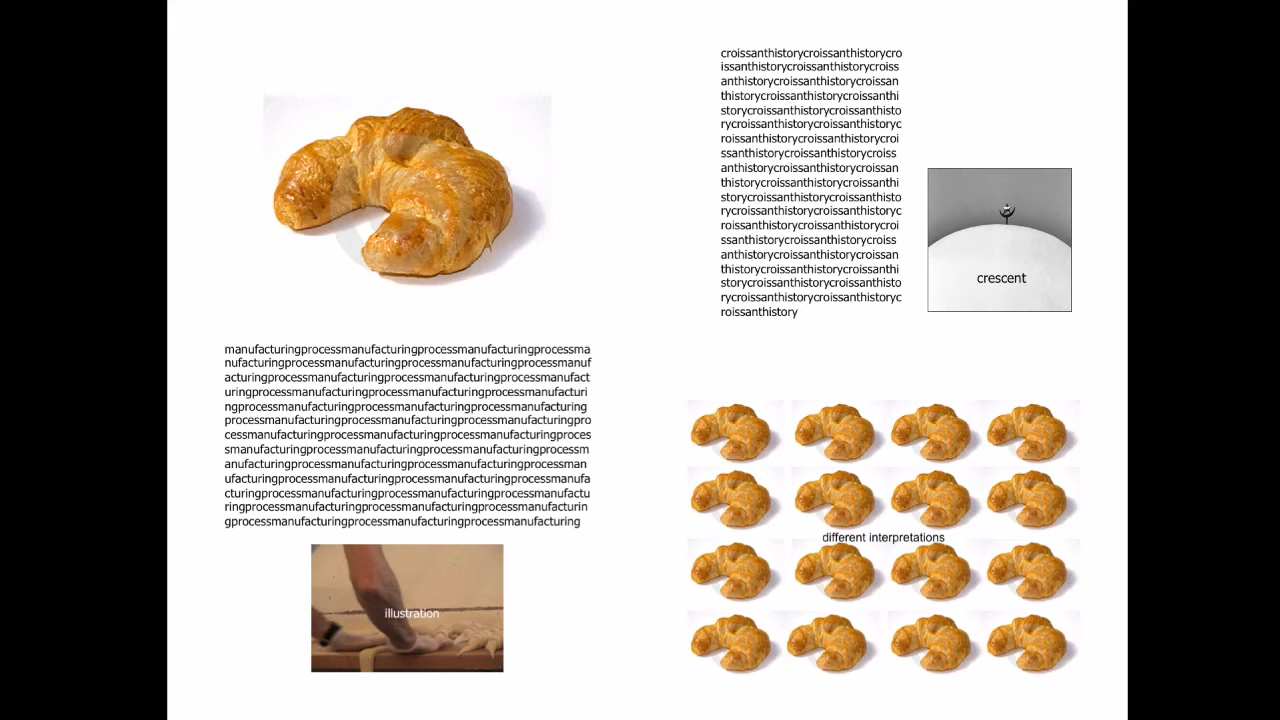 manufacturingprocessmanufacturingprocessmanufacturingprocessma
nufacturingprocessmanufacturingprocessmanufacturingprocessmanuf
acturingprocessmanufacturingprocessmanufacturingprocessmanufact
uringprocessmanufacturingprocessmanufacturingprocessmanufacturi
ngprocessmanufacturingprocessmanufacturingprocessmanufacturing
processmanufacturingprocessmanufacturingprocessmanufacturingpro
cessmanufacturingprocessmanufacturingprocessmanufacturingproces
smanufacturingprocessmanufacturingprocessmanufacturingprocessm
anufacturingprocessmanufacturingprocessmanufacturingprocessman
ufacturingprocessmanufacturingprocessmanufacturingprocessmanufa
cturingprocessmanufacturingprocessmanufacturingprocessmanufactu
ringprocessmanufacturingprocessmanufacturingprocessmanufacturin
gprocessmanufacturingprocessmanufacturingprocessmanufacturing
illustration
croissanthistorycroissanthistorycro
issanthistorycroissanthistorycroiss
anthistorycroissanthistorycroissan
thistorycroissanthistorycroissanthi
storycroissanthistorycroissanthisto
rycroissanthistorycroissanthistoryc
roissanthistorycroissanthistorycroi
ssanthistorycroissanthistorycroiss
anthistorycroissanthistorycroissan
thistorycroissanthistorycroissanthi
storycroissanthistorycroissanthisto
rycroissanthistorycroissanthistoryc
roissanthistorycroissanthistorycroi
ssanthistorycroissanthistorycroiss
anthistorycroissanthistorycroissan
thistorycroissanthistorycroissanthi
storycroissanthistorycroissanthisto
rycroissanthistorycroissanthistoryc
roissanthistory
crescent
different interpretations